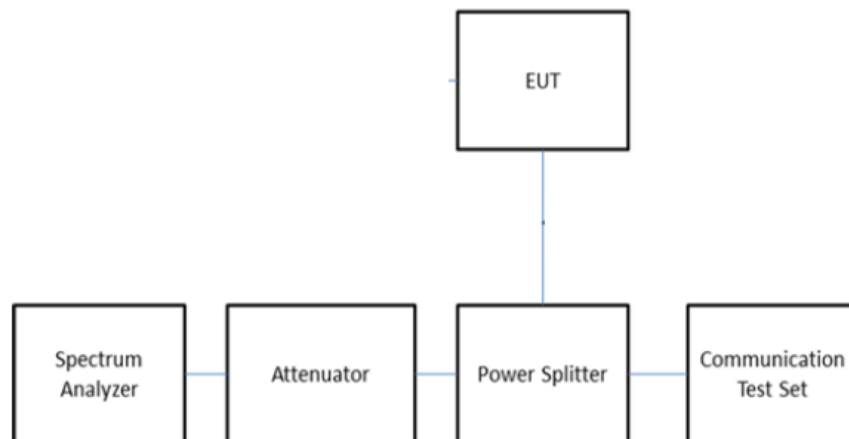 EUT
Spectrum
Analyzer
Attenuator
Power Splitter
Communication
Test Set